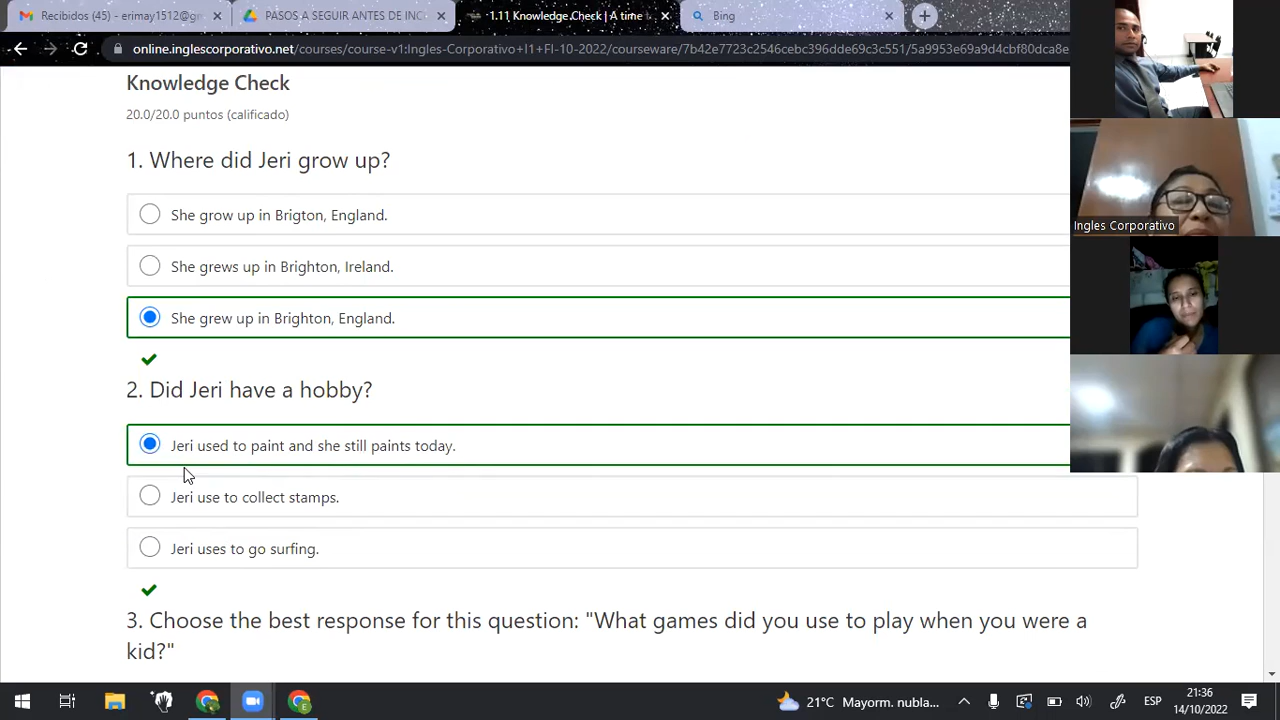 Recibidos (45) - erimay1512@g
PASOS A SEGUIR ANTES DE INC
1.11 Knowledge Check | A time t
Bing
online.inglescorporativo.net/courses/course-v1:Ingles-Corporativo+I1+FI-10-2022/courseware/7b42e7723c2546cebc396dde69c3c551/5a9953e69a9d4cbf80dca8e
Knowledge Check
20.0/20.0 puntos (calificado)
1. Where did Jeri grow up?
She grow up in Brigton, England.
She grews up in Brighton, Ireland.
She grew up in Brighton, England.
2. Did Jeri have a hobby?
Jeri used to paint and she still paints today.
Jeri use to collect stamps.
Jeri uses to go surfing.
3. Choose the best response for this question: "What games did you use to play when you were a
kid?"
Ingles Corporativo
21°C Mayorm. nubla...
ESP
21:36
14/10/2022